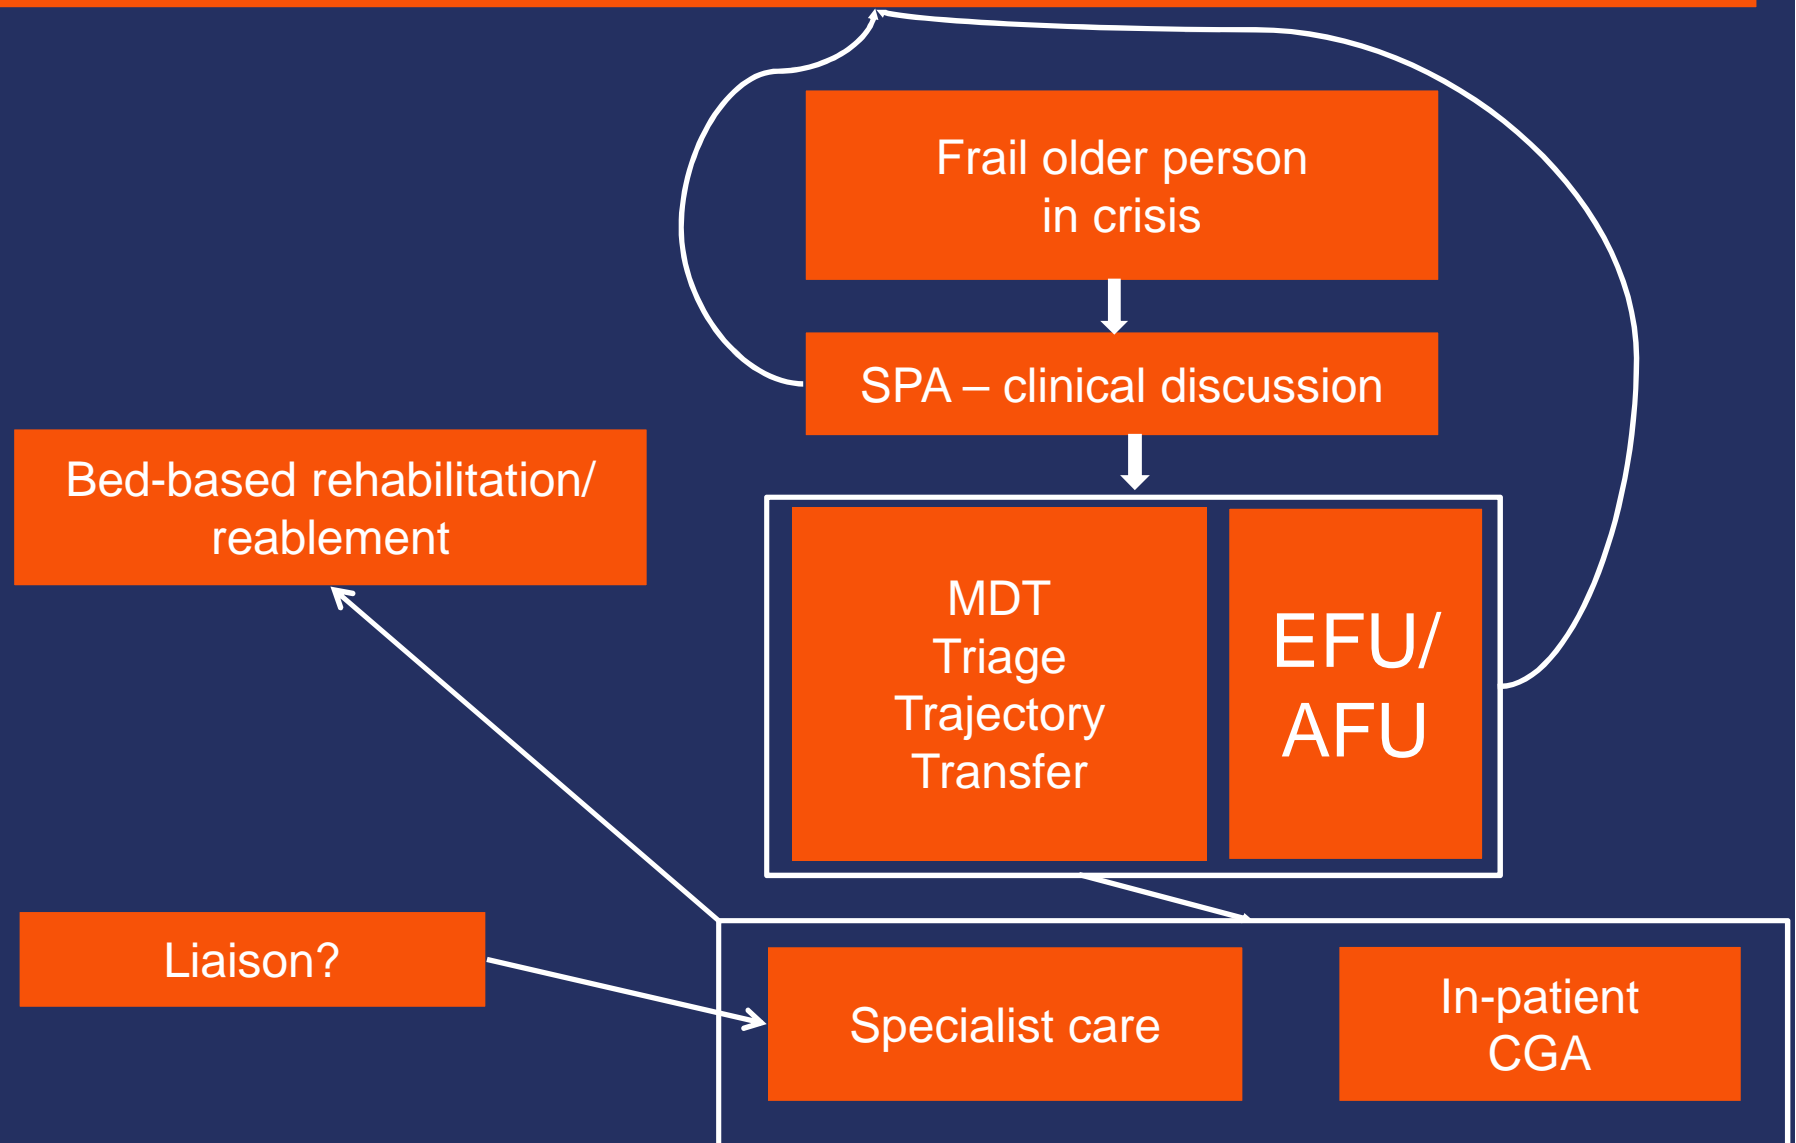 Frail older person
in crisis
SPA – clinical discussion
Bed-based rehabilitation/
reablement
MDT
Triage
Trajectory
Transfer
EFU/
AFU
Liaison?
Specialist care
In-patient
CGA